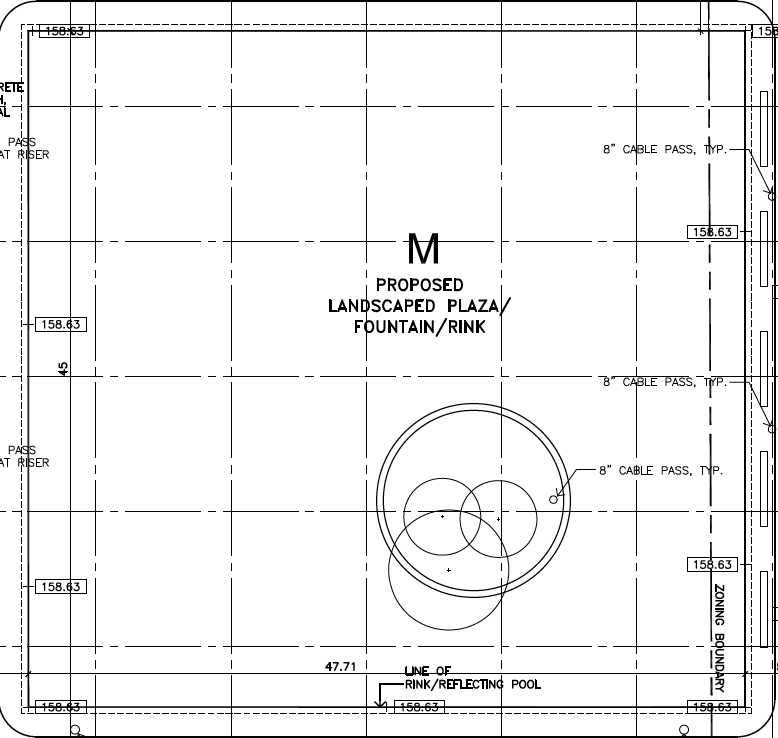 158.63
158
RETE
H,
AL
PASS
AT RISER
8" CABLE PASS, TYP.
158.63
M
PROPOSED
LANDSCAPED PLAZA/
FOUNTAIN/RINK
158.63
45
8" CABLE PASS, TYP.
PASS
AT RISER
8" CABLE PASS, TYP.
158.63
158.63
ZONING BOUNDARY
47.71
LINE OF
RINK/REFLECTING POOL
158.63
158.63
158.63